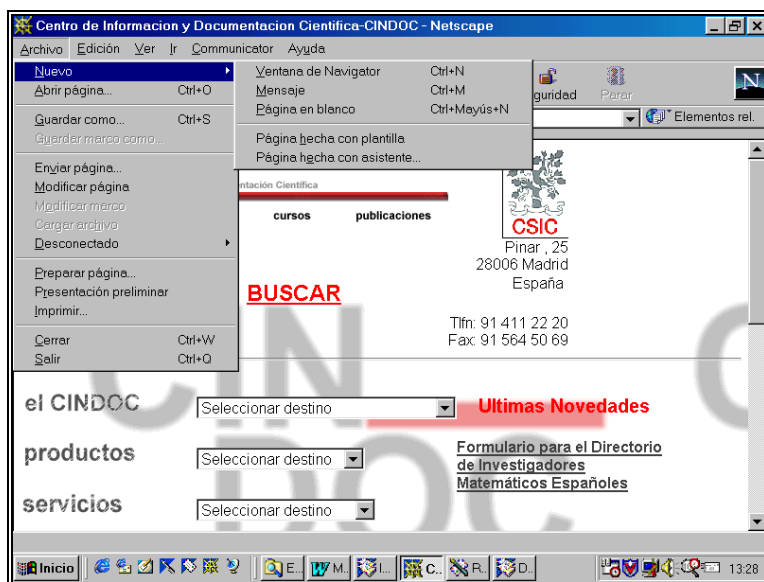 Centro de Informacion y Documentacion Cientifica-CINDOC - Netscape
Archivo Edición Ver Ir Communicator Ayuda
Nuevo
Abrir página... Ctrl+O
Guardar como... Ctrl+S
Guardar marco como...
Enviar página...
Modificar página
Modificar marco
Cargar archivo
Desconectado
Preparar página...
Presentación preliminar
Imprimir...
Cerrar Ctrl+W
Salir Ctrl+Q
Ventana de Navigator Ctrl+N
Mensaje Ctrl+M
Página en blanco Ctrl+Mayús+N
Página hecha con plantilla
Página hecha con asistente...
guridad Parar
N
Elementos rel.
ntación Científica
cursos publicaciones
CSIC
Pinar , 25
28006 Madrid
España
BUSCAR
Tlfn: 91 411 22 20
Fax: 91 564 50 69
CIN C
DOC
el CINDOC Seleccionar destino Ultimas Novedades
productos Seleccionar destino
Formulario para el Directorio
de Investigadores
Matemáticos Españoles
servicios Seleccionar destino
Inicio E... M... I... C... R... D... 13:28